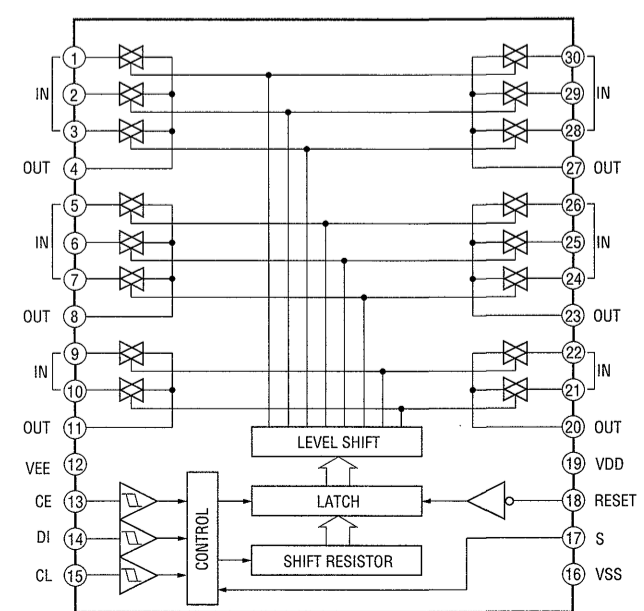 1 30
IN 2 29 IN
3 28
OUT 4 27 OUT
5 26
IN 6 25 IN
7 24
OUT 8 23 OUT
9 22
IN IN
10 21
OUT 11 20 OUT
LEVEL SHIFT
VEE 12 19 VDD
CE 13 LATCH 18 RESET
DI 14 CONTROL 17 S
SHIFT RESISTOR
CL 15 16 VSS